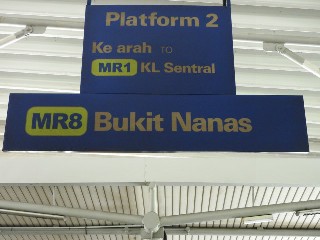 Platform 2
Ke arah TO
MR1 KL Sentral
MR8 Bukit Nanas